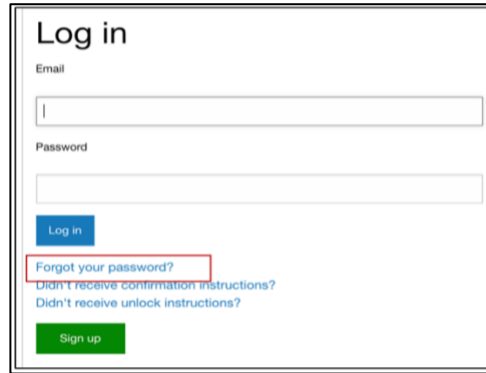 Log in
Email
Password
Log in
Forgot your password?
Didn't receive confirmation instructions?
Didn't receive unlock instructions?
Sign up